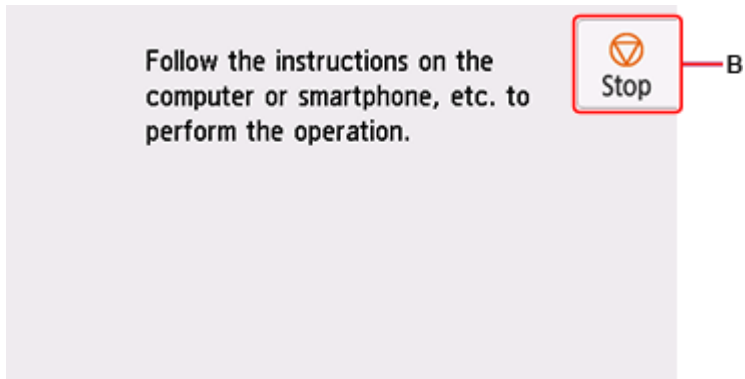 Follow the instructions on the
computer or smartphone, etc. to
perform the operation.
Stop
B